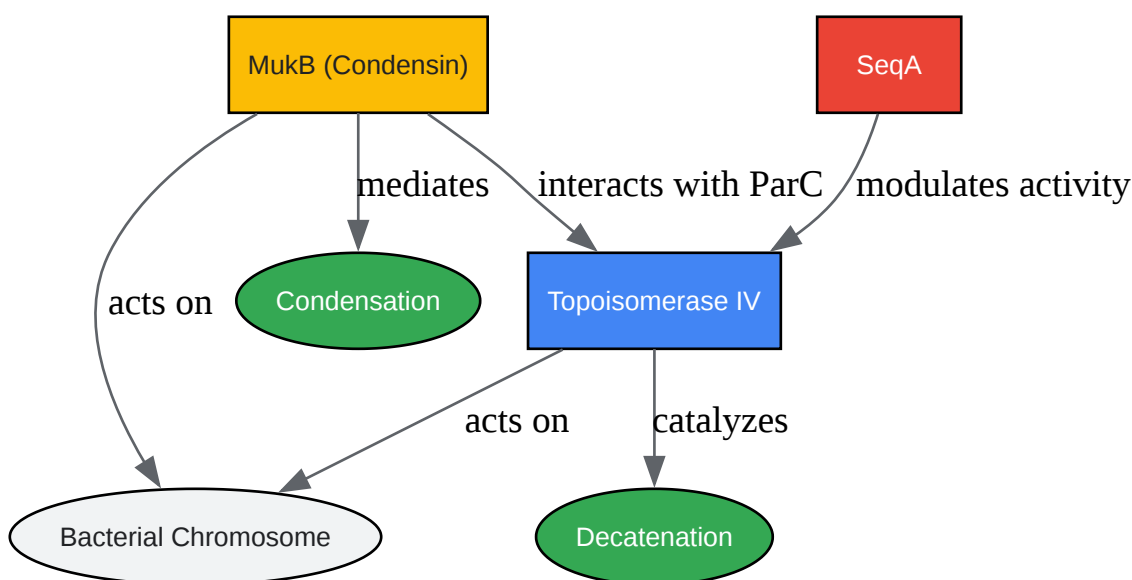 MukB (Condensin)
SeqA
mediates
interacts with ParC
modulates activity
acts on
Condensation
Topoisomerase IV
acts on
catalyzes
Bacterial Chromosome
Decatenation